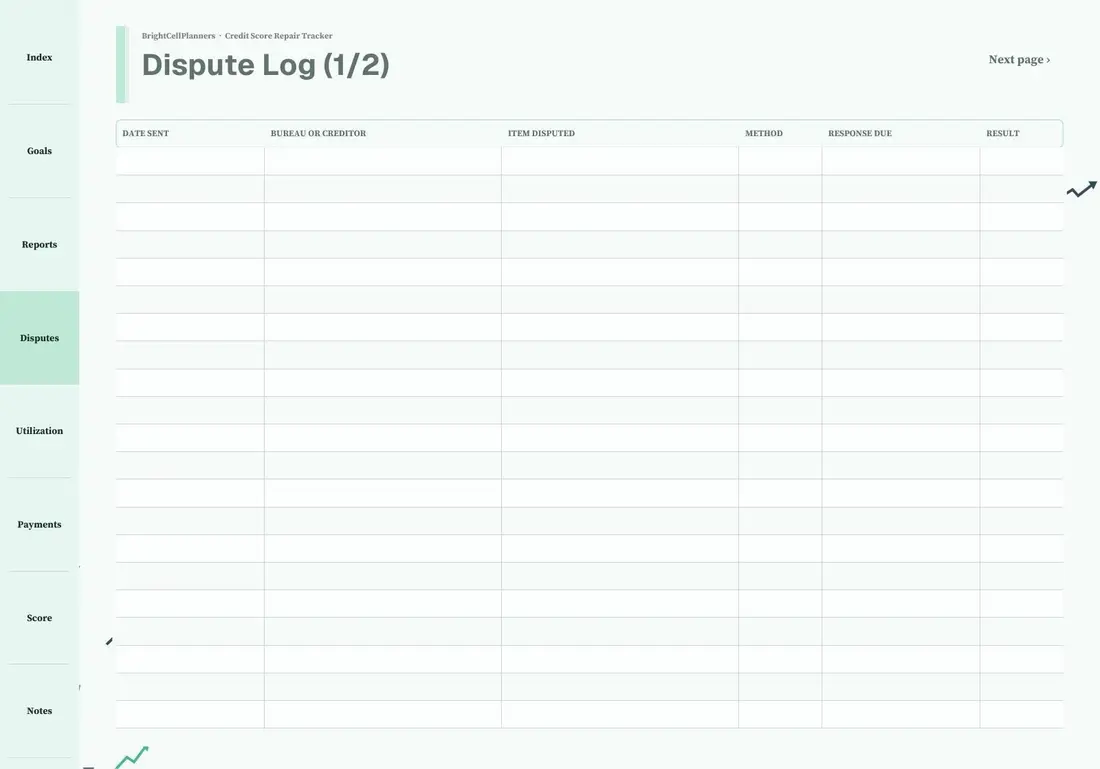 Index
Goals
Reports
Disputes
Utilization
Payments
Score
Notes
BrightCellPlanners · Credit Score Repair Tracker
Dispute Log (1/2)
Next page ›
DATE SENT BUREAU OR CREDITOR ITEM DISPUTED METHOD RESPONSE DUE RESULT